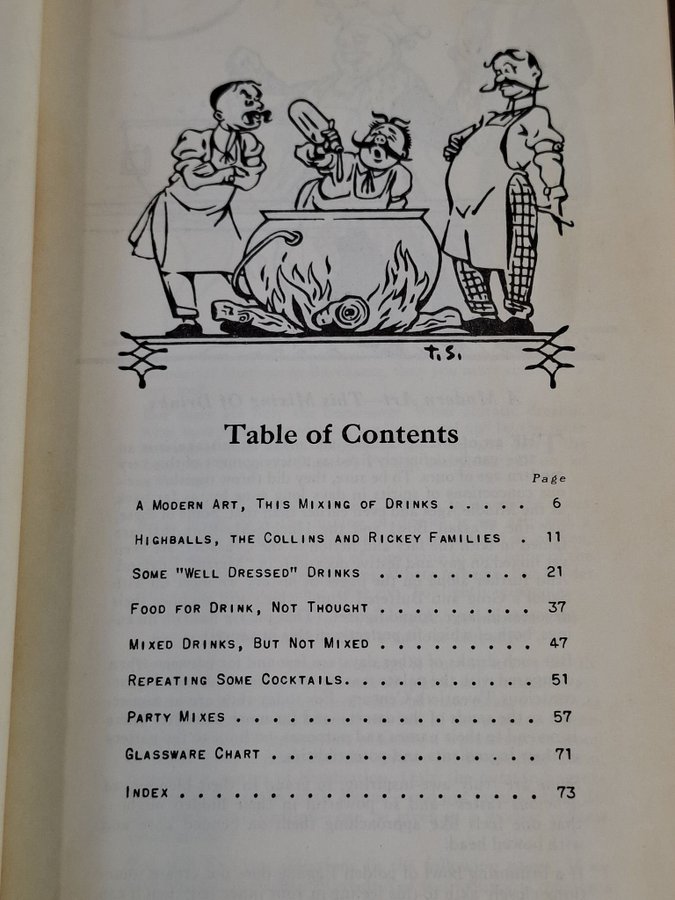 T.S.
Table of Contents
Page
A Modern Art, This Mixing of Drinks . . . . . 6
Highballs, the Collins and Rickey Families . 11
Some "Well Dressed" Drinks . . . . . . . . . 21
Food for Drink, Not Thought . . . . . . . . . 37
Mixed Drinks, But Not Mixed . . . . . . . . . 47
Repeating Some Cocktails. . . . . . . . . . . 51
Party Mixes . . . . . . . . . . . . . . . . . 57
Glassware Chart . . . . . . . . . . . . . . . 71
Index . . . . . . . . . . . . . . . . . . . . 73